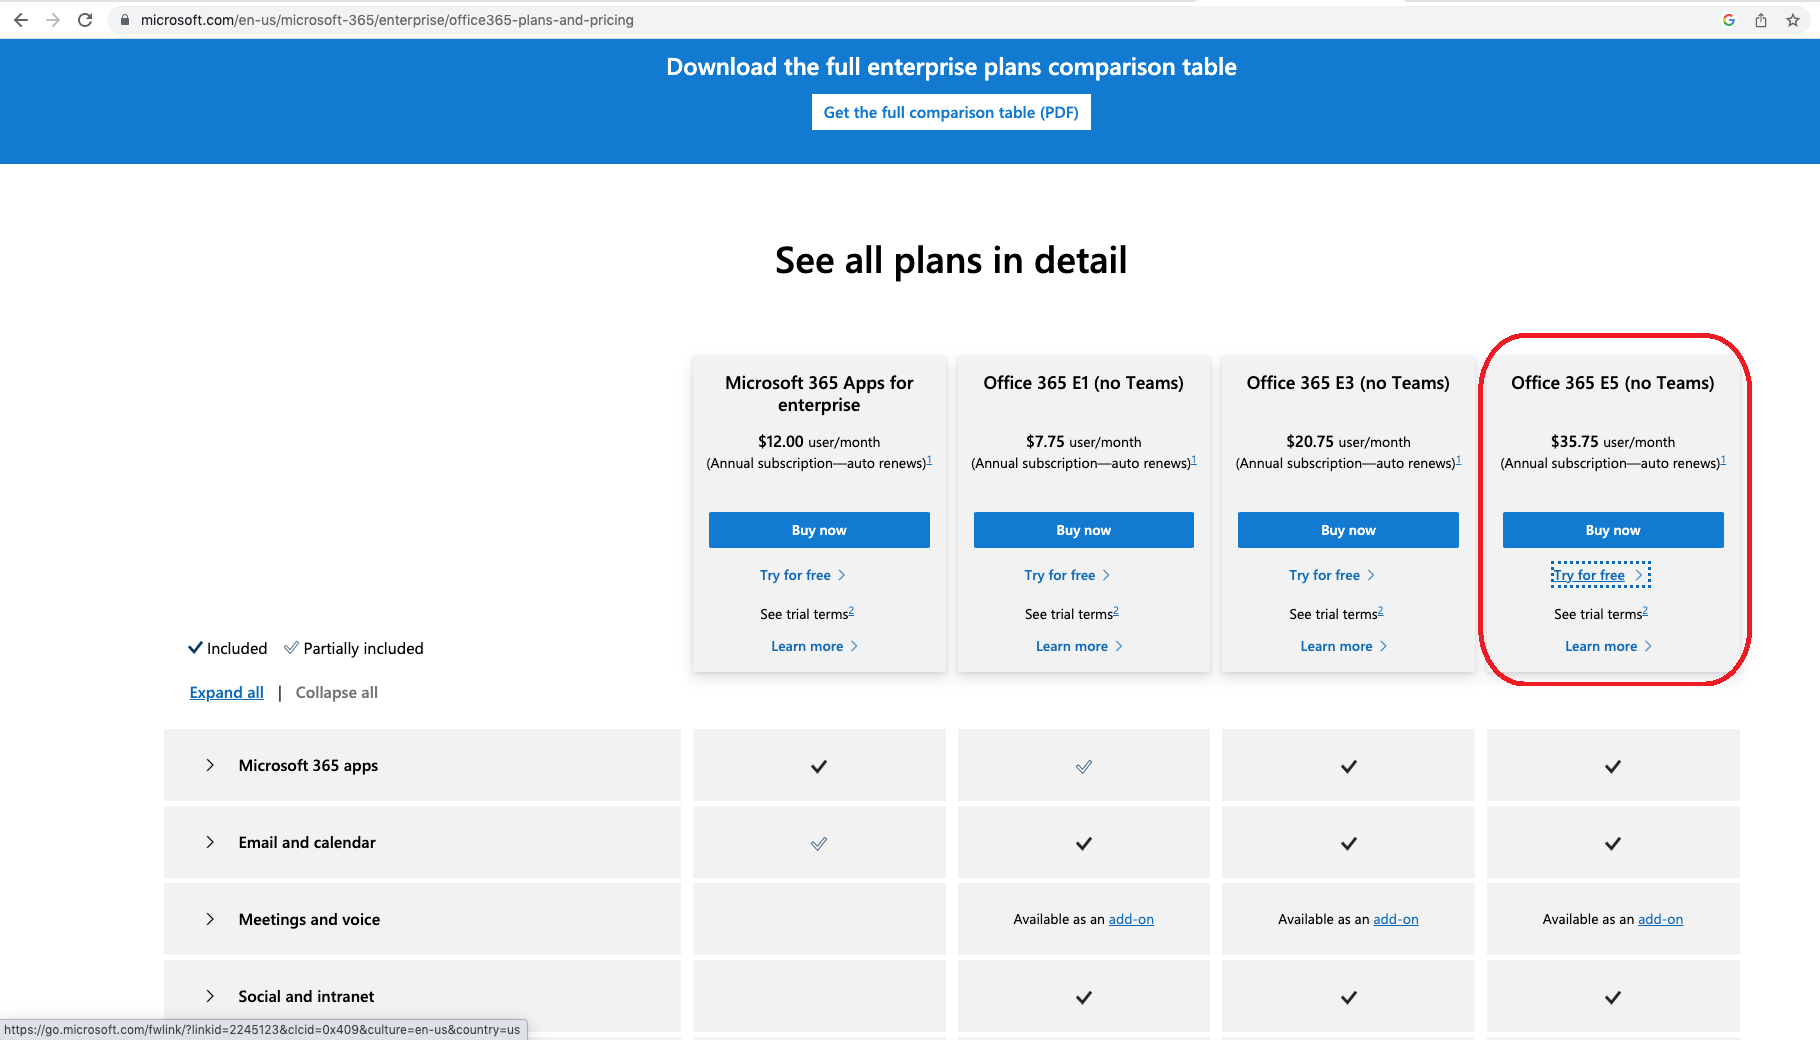 microsoft.com/en-us/microsoft-365/enterprise/office365-plans-and-pricing
Download the full enterprise plans comparison table
Get the full comparison table (PDF)
See all plans in detail
Microsoft 365 Apps for
enterprise
$12.00 user/month
(Annual subscription—auto renews)1
Buy now
Try for free
See trial terms2
Learn more
Office 365 E1 (no Teams)
$7.75 user/month
(Annual subscription—auto renews)1
Buy now
Try for free
See trial terms2
Learn more
Office 365 E3 (no Teams)
$20.75 user/month
(Annual subscription—auto renews)1
Buy now
Try for free
See trial terms2
Learn more
Office 365 E5 (no Teams)
$35.75 user/month
(Annual subscription—auto renews)1
Buy now
Try for free
See trial terms2
Learn more
Included Partially included
Expand all | Collapse all
Microsoft 365 apps
Email and calendar
Meetings and voice
Available as an add-on
Available as an add-on
Available as an add-on
Social and intranet
https://go.microsoft.com/fwlink/?linkid=2245123&clcid=0x409&culture=en-us&country=us